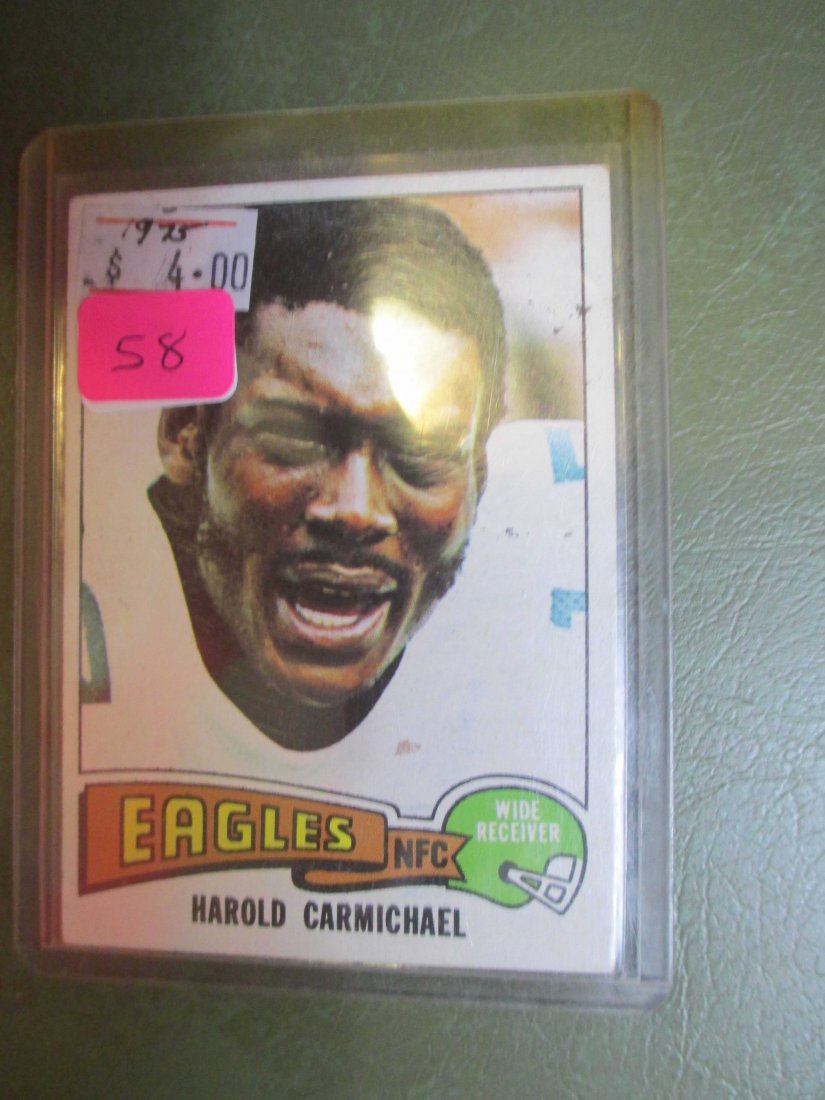 1975
$ 4.00
58
EAGLES
NFC
WIDE
RECEIVER
HAROLD CARMICHAEL